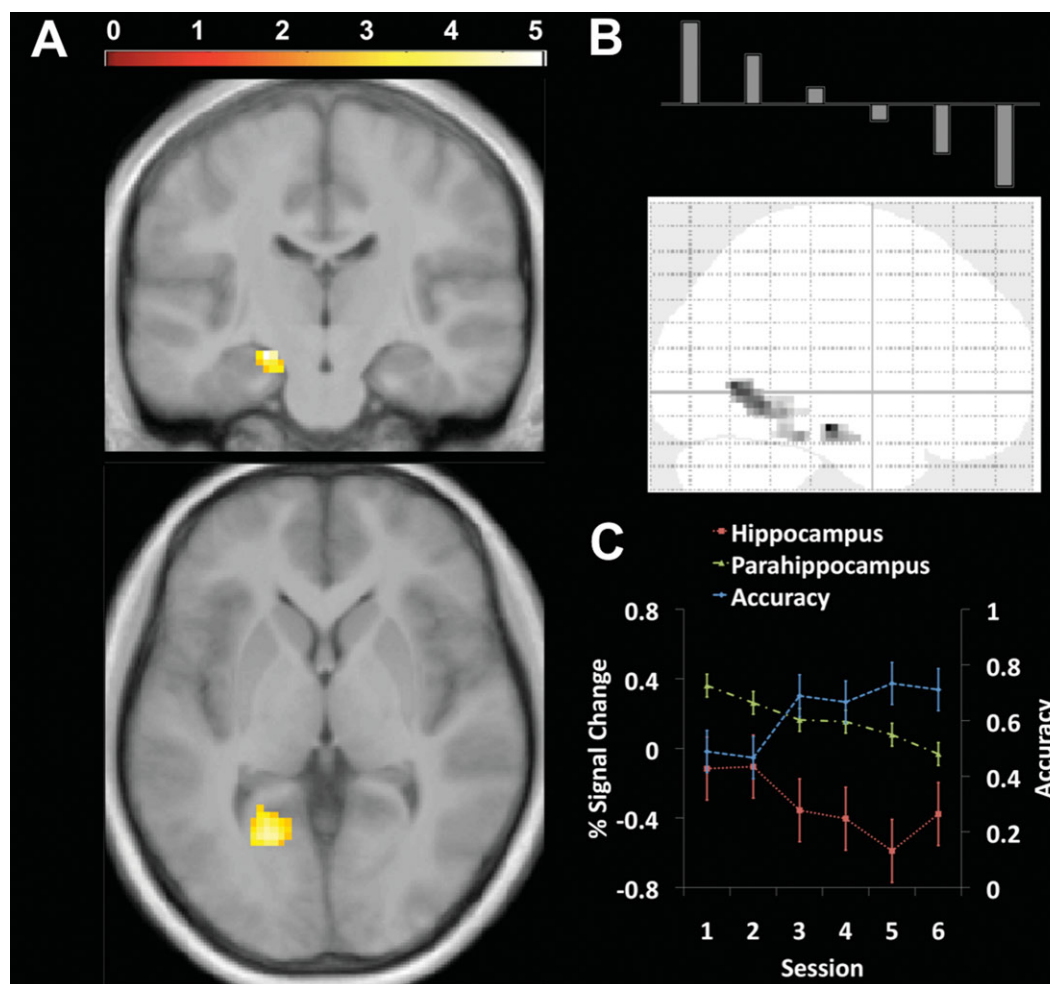 A
0 1 2 3 4 5
B
C
Hippocampus
Parahippocampus
Accuracy
% Signal Change
0.8
0.4
0
-0.4
-0.8
1
0.8
0.6
0.4
0.2
0
Accuracy
1 2 3 4 5 6
Session